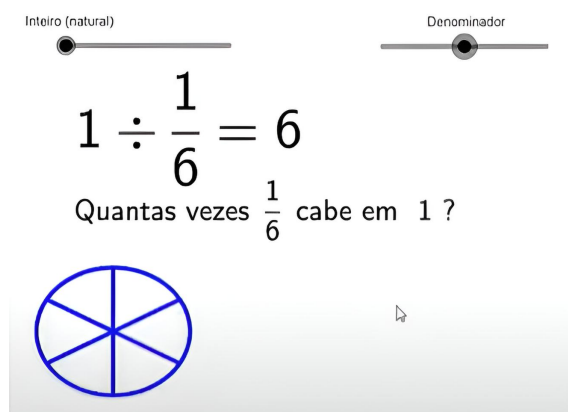 Inteiro (natural)
Denominador
1 ÷ 1/6 = 6
Quantas vezes 1/6 cabe em 1 ?